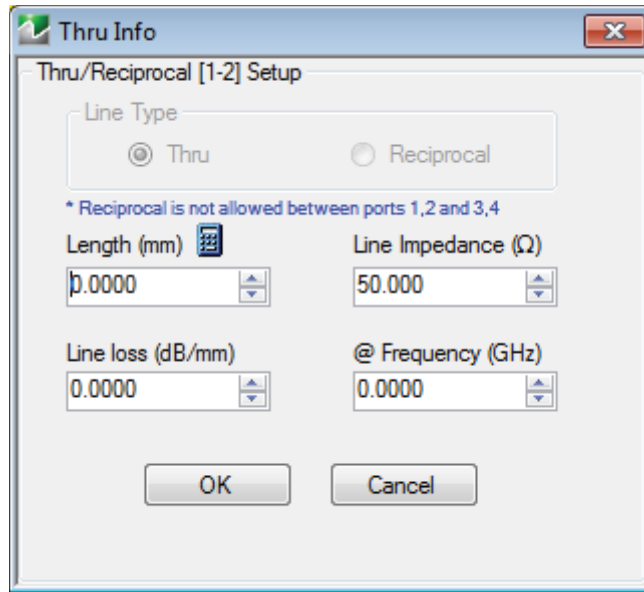 Thru Info
Thru/Reciprocal [1-2] Setup
Line Type
Thru
Reciprocal
* Reciprocal is not allowed between ports 1,2 and 3,4
Length (mm)
Line Impedance (Ω)
0.0000
50.000
Line loss (dB/mm)
@ Frequency (GHz)
0.0000
0.0000
OK
Cancel